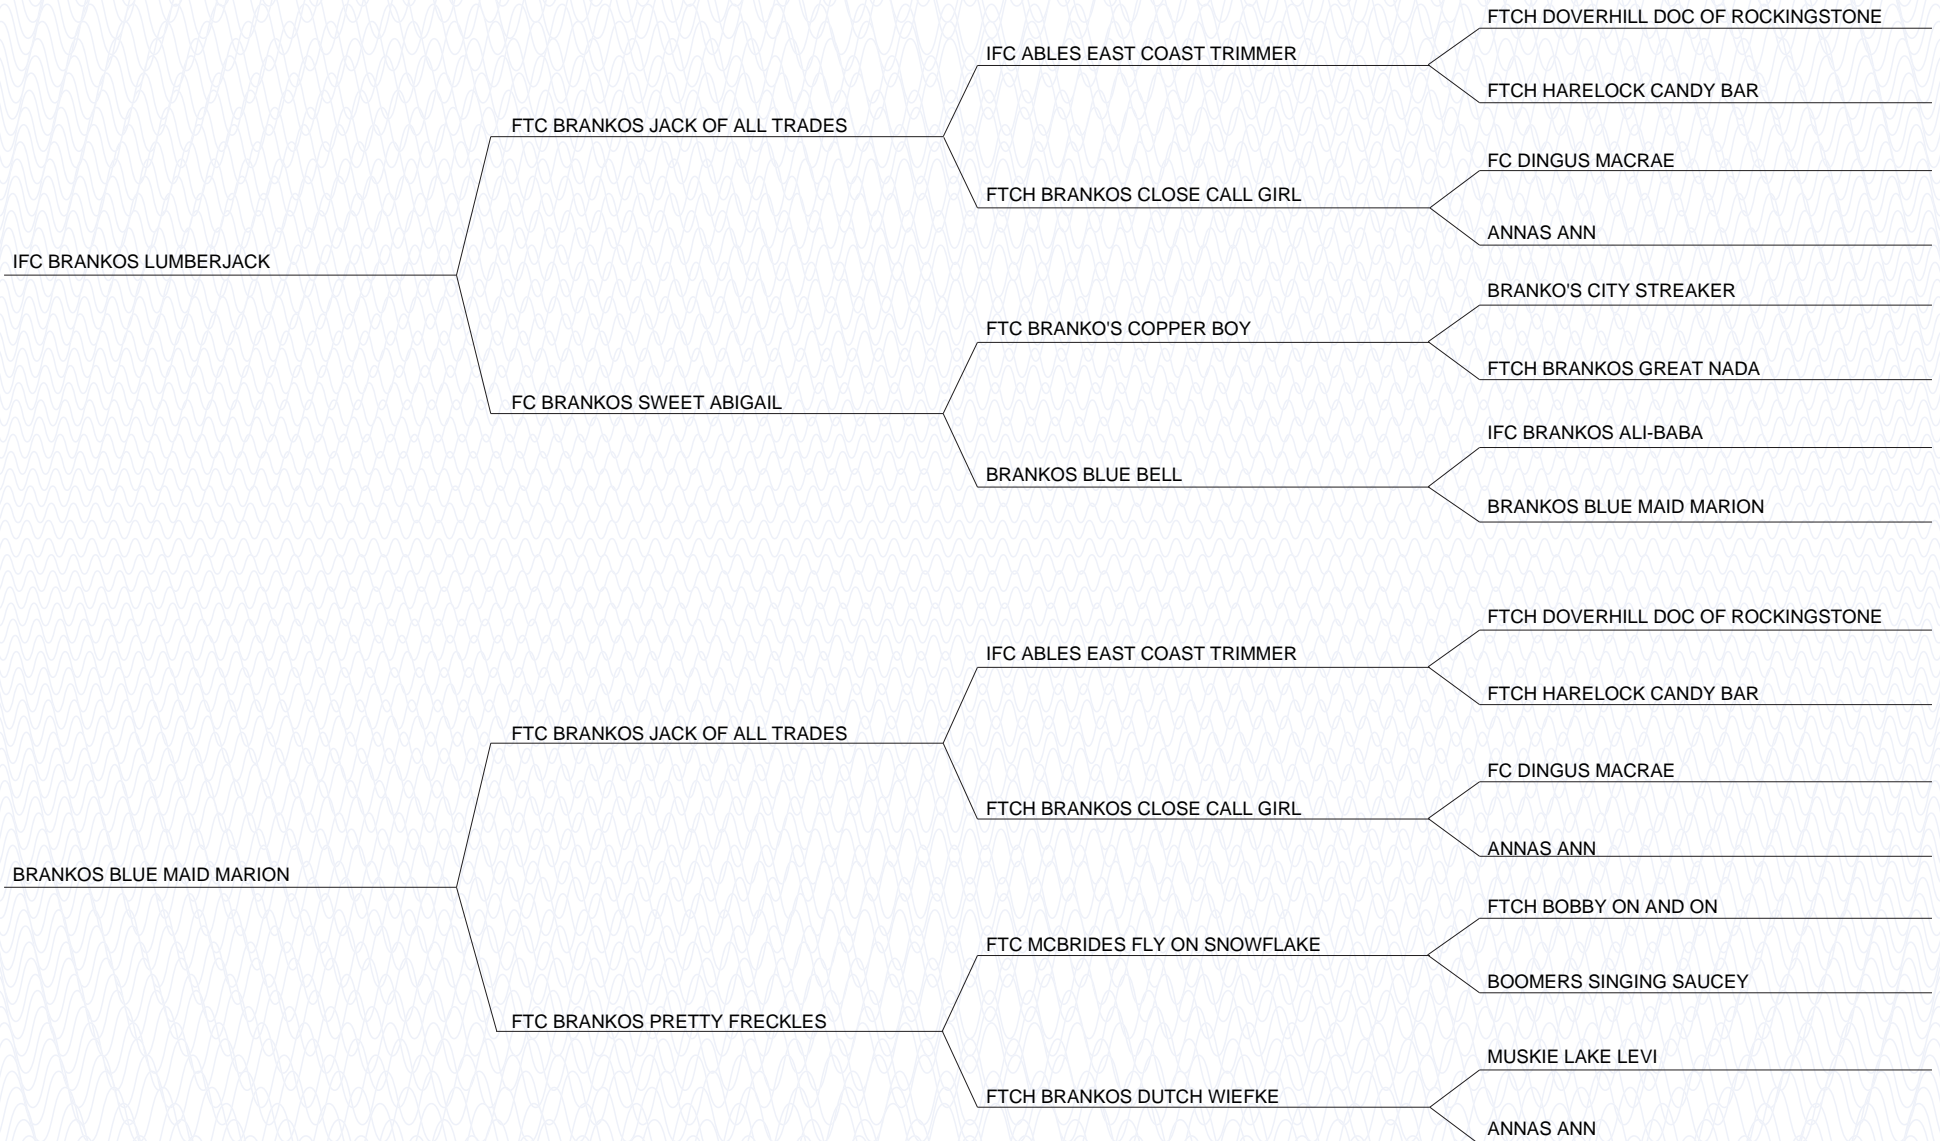 FTCH DOVERHILL DOC OF ROCKINGSTONE
IFC ABLES EAST COAST TRIMMER
FTCH HARELOCK CANDY BAR
FTC BRANKOS JACK OF ALL TRADES
FC DINGUS MACRAE
FTCH BRANKOS CLOSE CALL GIRL
ANNAS ANN
IFC BRANKOS LUMBERJACK
BRANKO'S CITY STREAKER
FTC BRANKO'S COPPER BOY
FTCH BRANKOS GREAT NADA
FC BRANKOS SWEET ABIGAIL
IFC BRANKOS ALI-BABA
BRANKOS BLUE BELL
BRANKOS BLUE MAID MARION
FTCH DOVERHILL DOC OF ROCKINGSTONE
IFC ABLES EAST COAST TRIMMER
FTCH HARELOCK CANDY BAR
FTC BRANKOS JACK OF ALL TRADES
FC DINGUS MACRAE
FTCH BRANKOS CLOSE CALL GIRL
ANNAS ANN
BRANKOS BLUE MAID MARION
FTCH BOBBY ON AND ON
FTC MCBRIDES FLY ON SNOWFLAKE
BOOMERS SINGING SAUCEY
FTC BRANKOS PRETTY FRECKLES
MUSKIE LAKE LEVI
FTCH BRANKOS DUTCH WIEFKE
ANNAS ANN